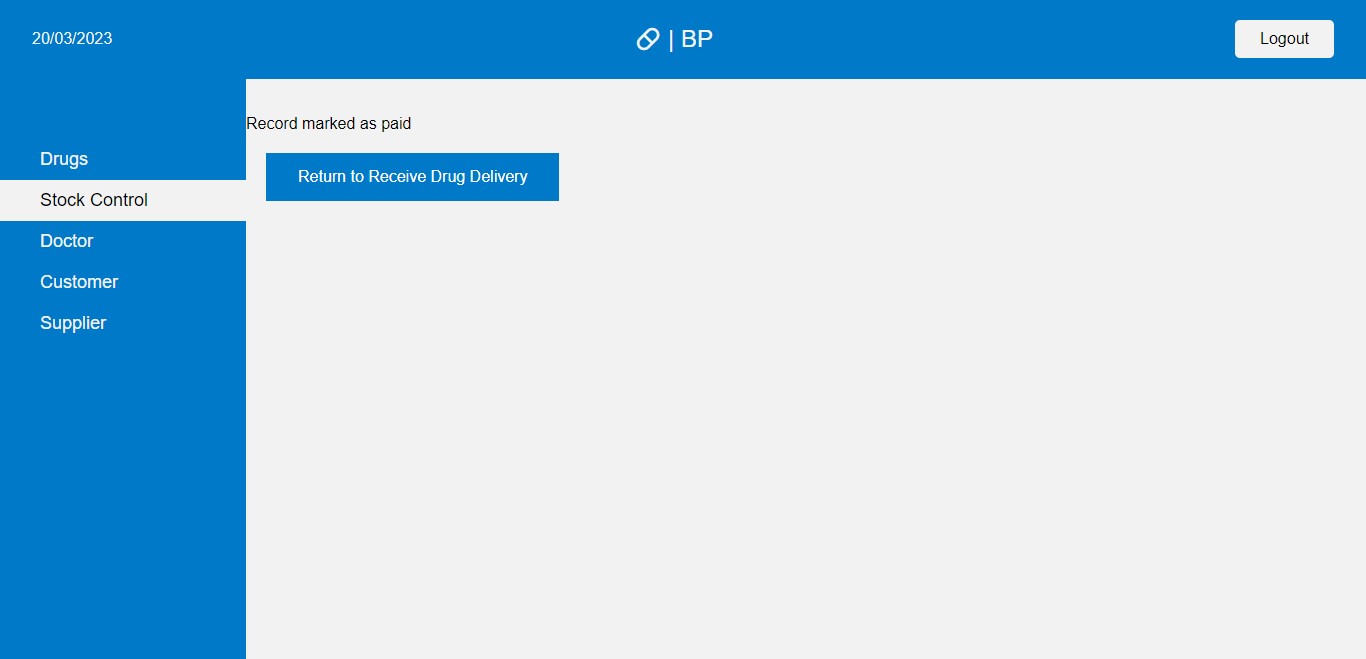 20/03/2023
| BP
Logout
Drugs
Stock Control
Doctor
Customer
Supplier
Record marked as paid
Return to Receive Drug Delivery